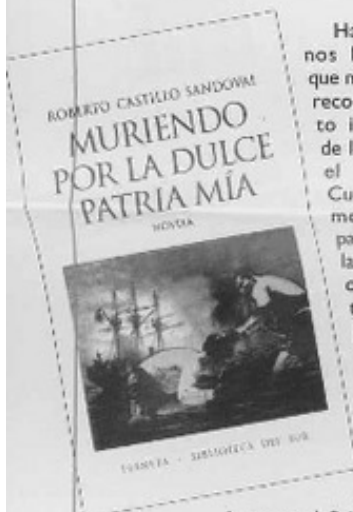 ROBERTO CASTILLO SANDOVAL
MURIENDO
POR LA DULCE
PATRIA MÍA
NOVELA
PLANETA - BIBLIOTECA DEL SUR
Ha
nos
que
reco
to i
de l
el
Cu
mo
pa
la